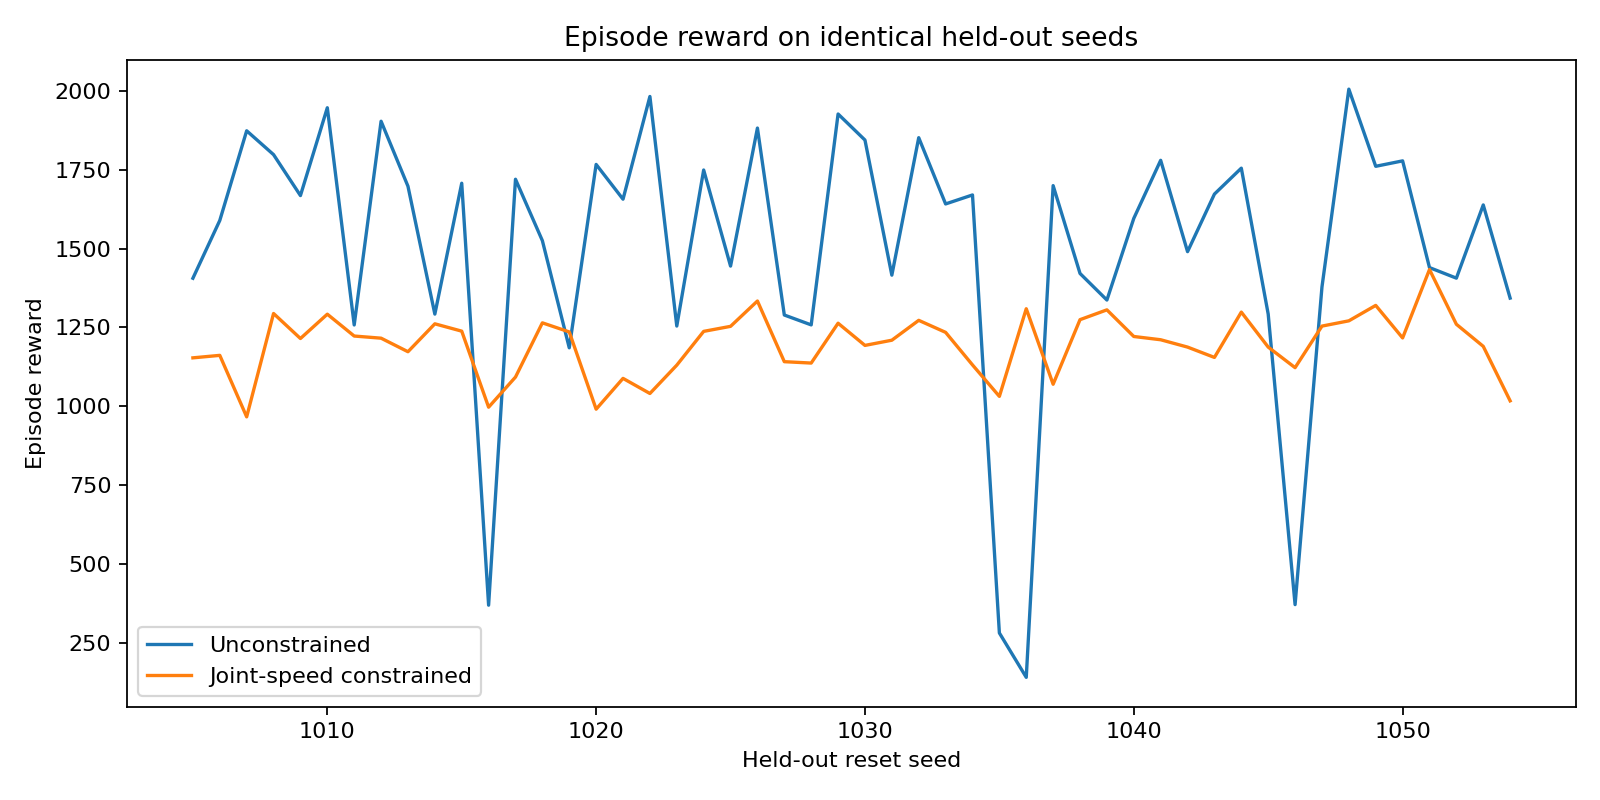 Episode reward on identical held-out seeds
Episode reward
2000
1750
1500
1250
1000
750
500
250
Unconstrained
Joint-speed constrained
1010
1020
1030
1040
1050
Held-out reset seed